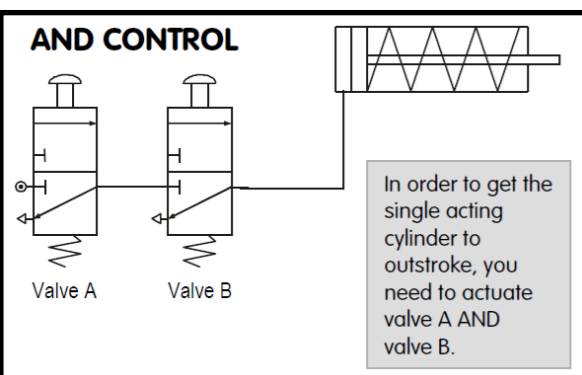 AND CONTROL
Valve A
Valve B
In order to get the
single acting
cylinder to
outstroke, you
need to actuate
valve A AND
valve B.